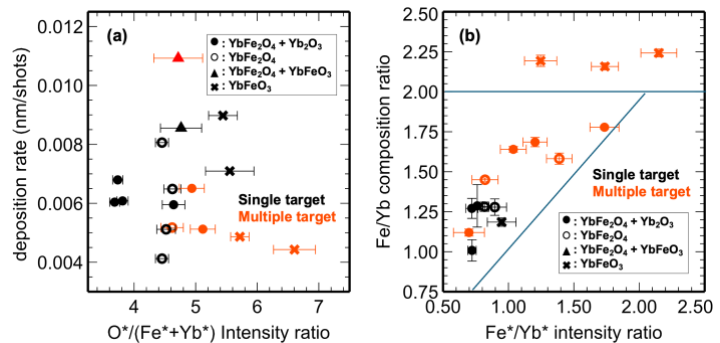 (a)
: YbFe₂O₄ + Yb₂O₃
: YbFe₂O₄
: YbFe₂O₄ + YbFeO₃
: YbFeO₃
Single target
Multiple target
0.012
0.010
0.008
0.006
0.004
deposition rate (nm/shots)
4
5
6
7
O*/(Fe*+Yb*) Intensity ratio
(b)
Single target
Multiple target
: YbFe₂O₄ + Yb₂O₃
: YbFe₂O₄
: YbFe₂O₄ + YbFeO₃
: YbFeO₃
2.50
2.25
2.00
1.75
1.50
1.25
1.00
0.75
Fe/Yb composition ratio
0.50
1.00
1.50
2.00
2.50
Fe*/Yb* intensity ratio